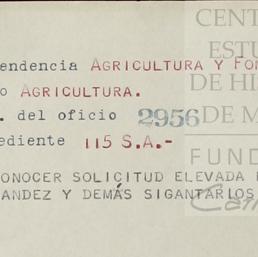 CENT
ESTU
DE HI
DE M
FUND
Car
endencia AGRICULTURA Y FO
o AGRICULTURA.
. del oficio 2956
ediente 115 S.A.-
ONOCER SOLICITUD ELEVADA
ANDEZ Y DEMÁS SIGANTARIOS